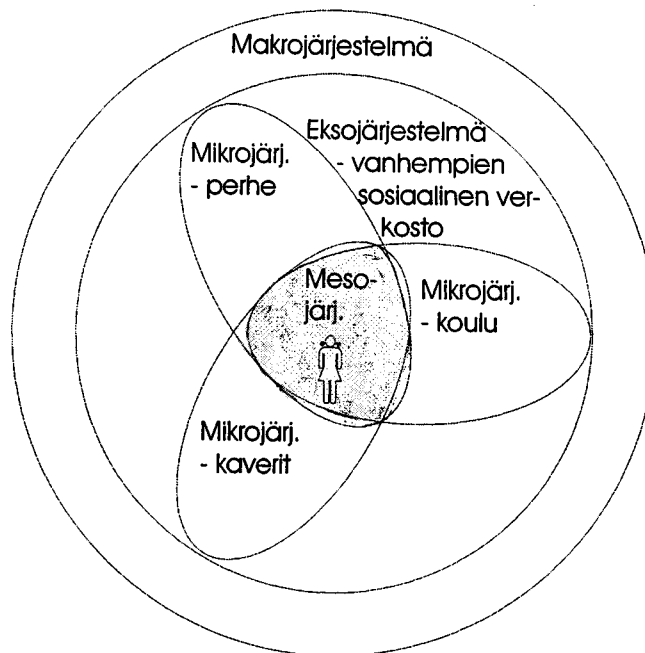 Makrojärjestelmä
Eksojärjestelmä
- vanhempien
sosiaalinen ver-
kosto
Mikrojärj.
- perhe
Meso-
järj.
Mikrojärj.
- koulu
Mikrojärj.
- kaverit